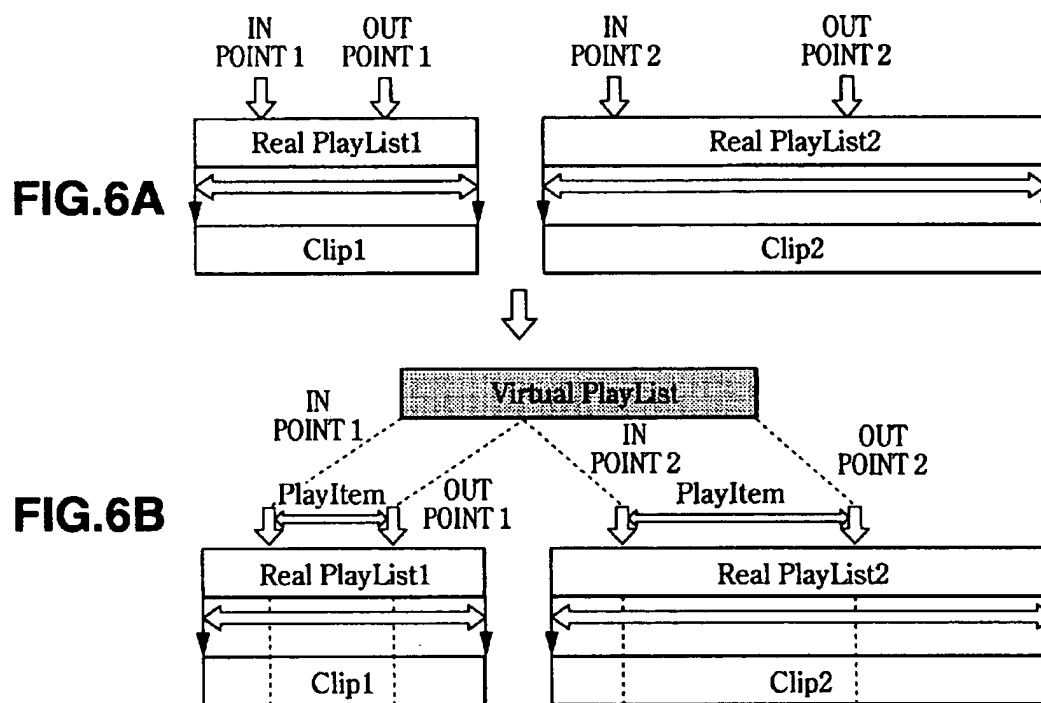 IN
POINT 1
OUT
POINT 1
IN
POINT 2
OUT
POINT 2
Real PlayList1
Real PlayList2
FIG.6A
Clip1
Clip2
Virtual PlayList
IN
POINT 1
IN
POINT 2
OUT
POINT 2
PlayItem
OUT
POINT 1
PlayItem
FIG.6B
Real PlayList1
Real PlayList2
Clip1
Clip2